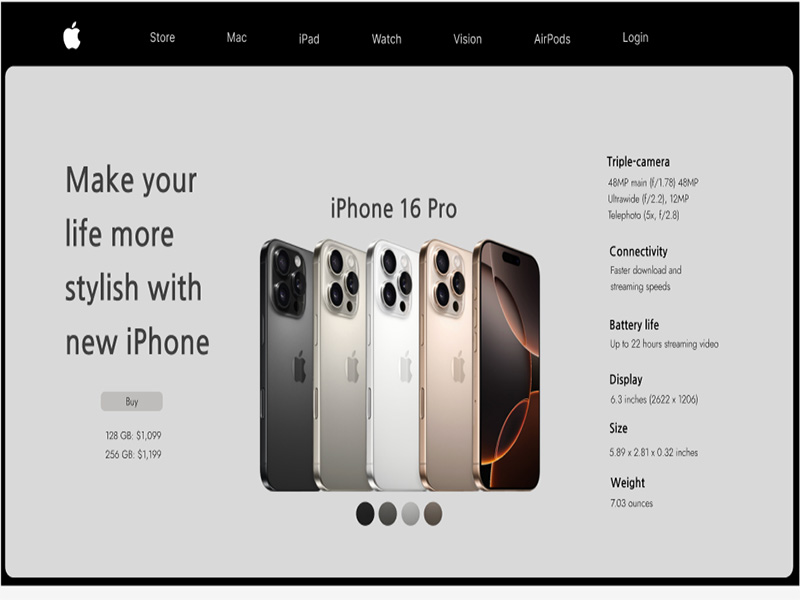 Store
Mac
iPad
Watch
Vision
AirPods
Login
Make your
life more
stylish with
new iPhone
Buy
128 GB: $1,099
256 GB: $1,199
iPhone 16 Pro
Triple-camera
48MP main (f/1.78) 48MP
Ultrawide (f/2.2), 12MP
Telephoto (5x, f/2.8)
Connectivity
Faster download and
streaming speeds
Battery life
Up to 22 hours streaming video
Display
6.3 inches (2622 x 1206)
Size
5.89 x 2.81 x 0.32 inches
Weight
7.03 ounces